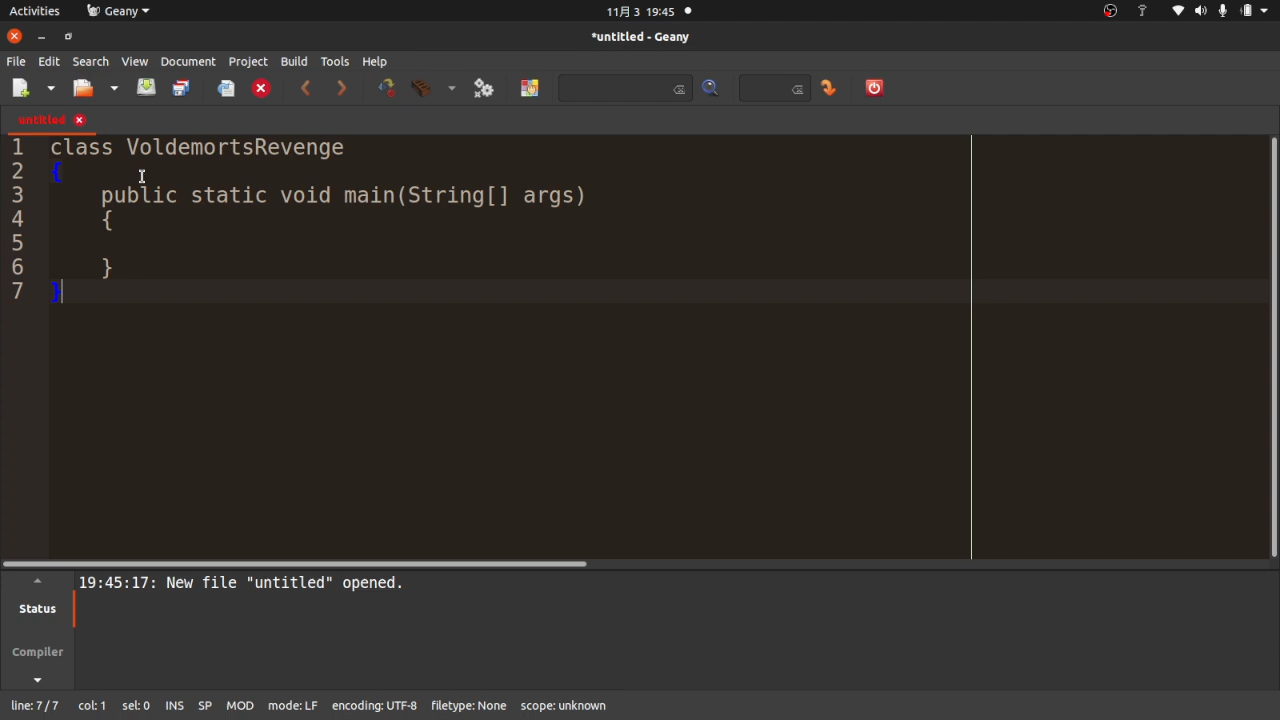 Activities Geany 11月 3 19:45
*untitled - Geany
File Edit Search View Document Project Build Tools Help
untitled
1 class VoldemortsRevenge
2 {
3 public static void main(String[] args)
4 {
5
6 }
7 }
19:45:17: New file "untitled" opened.
Status
Compiler
line: 7 / 7 col: 1 sel: 0 INS SP MOD mode: LF encoding: UTF-8 filetype: None scope: unknown